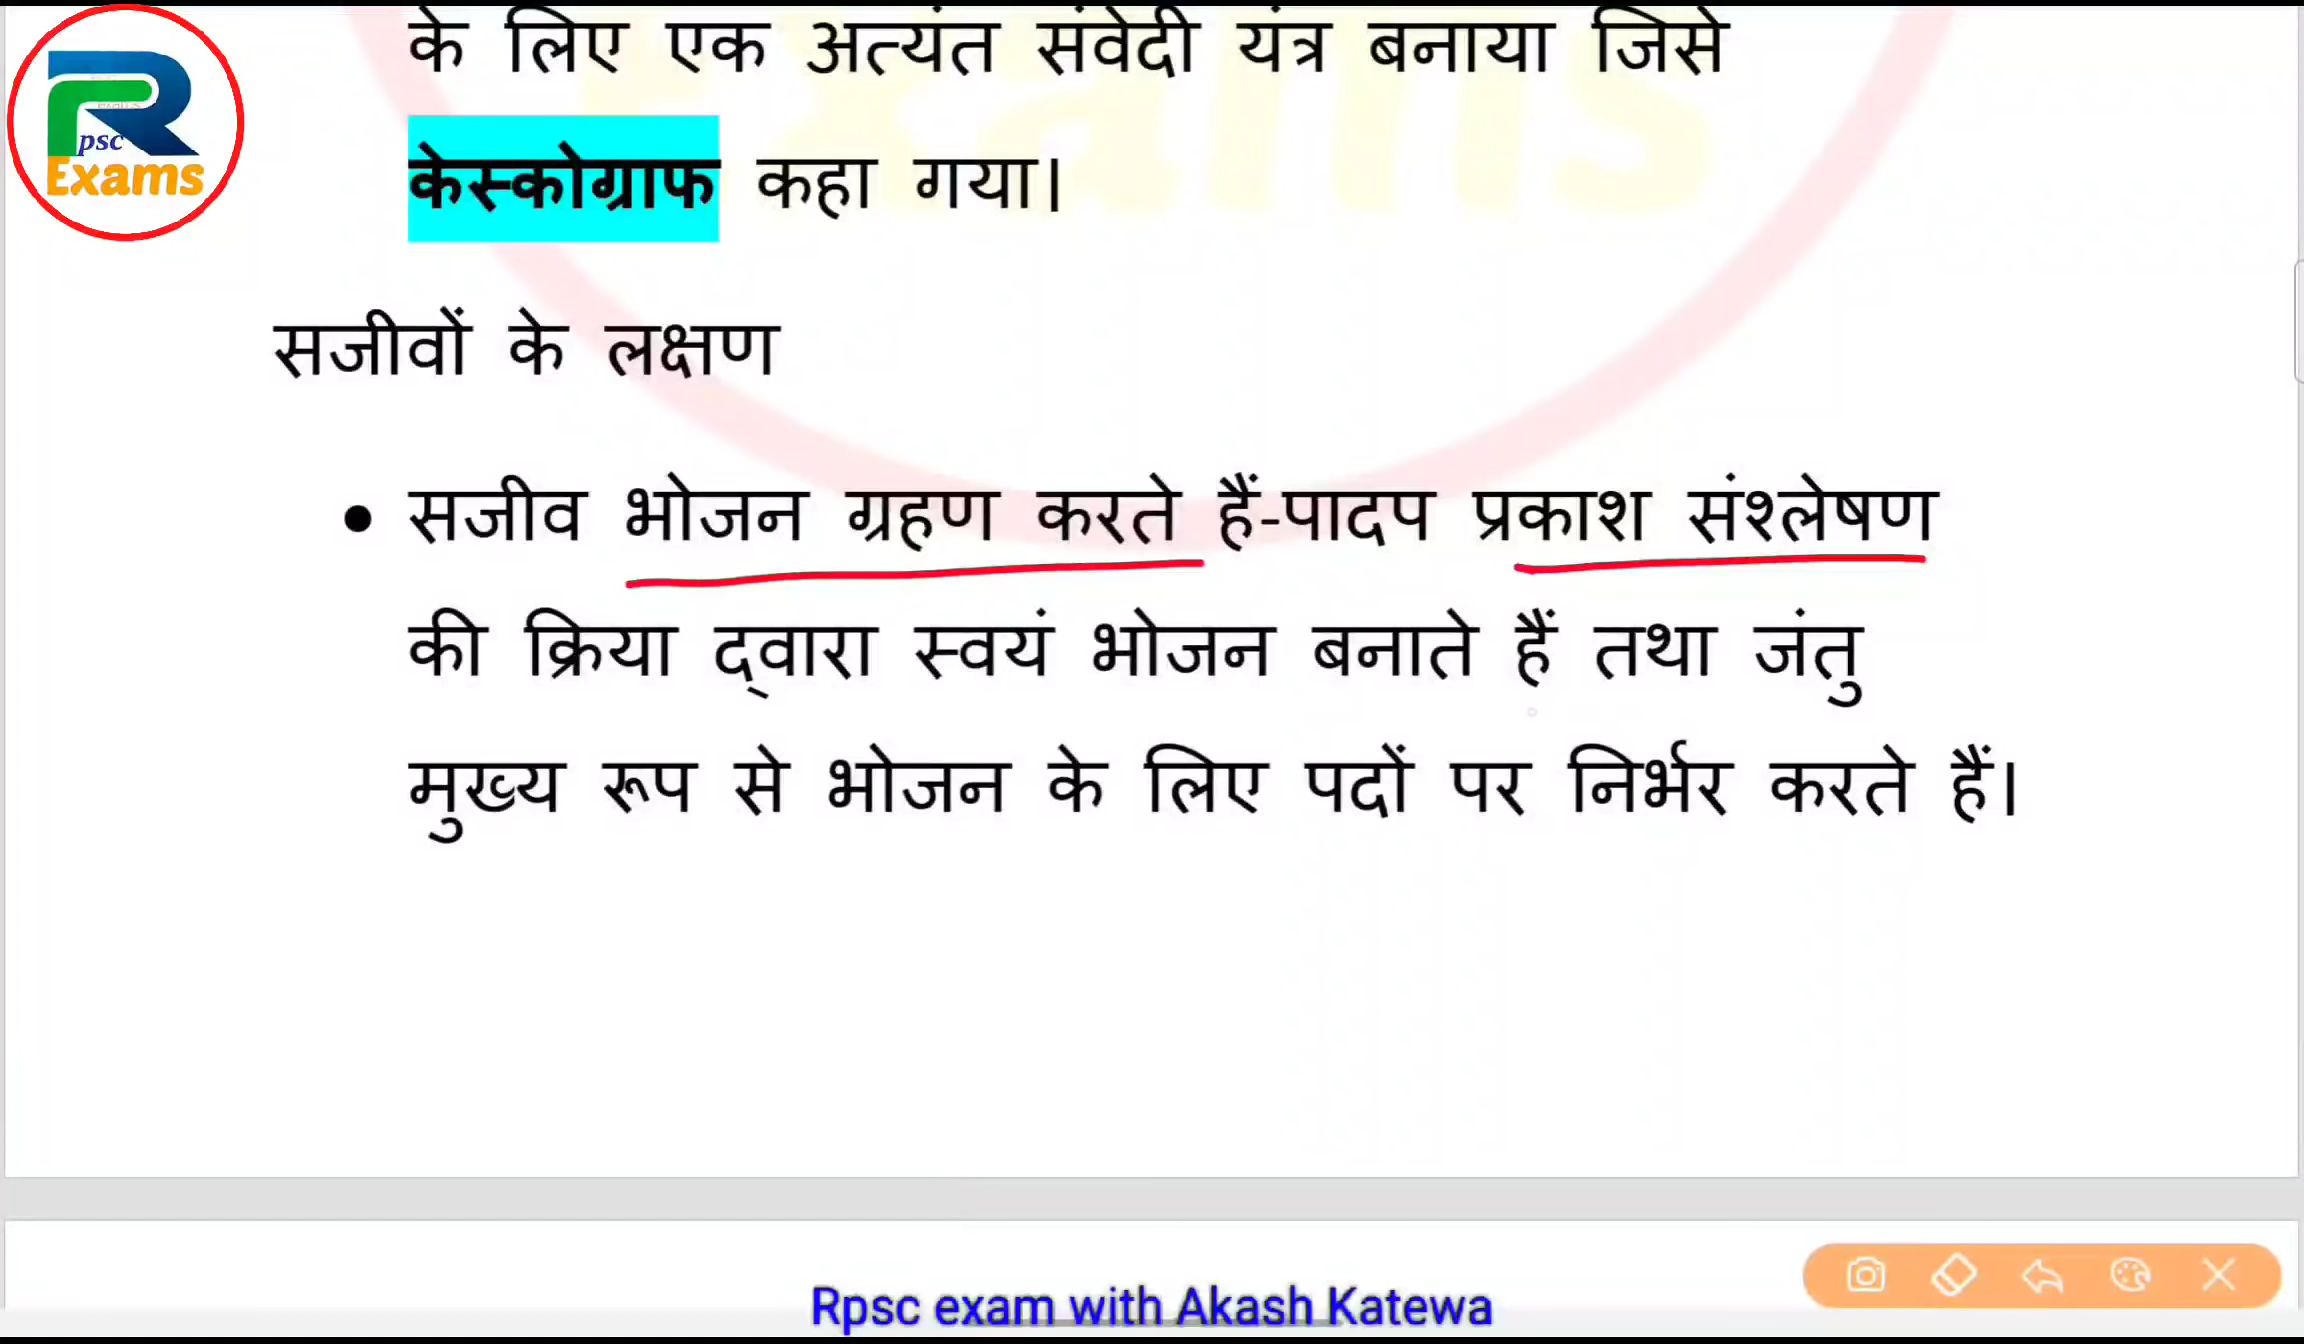 के लिए एक अत्यंत संवेदी यंत्र बनाया जिसे
केस्कोग्राफ कहा गया।
सजीवों के लक्षण
• सजीव भोजन ग्रहण करते हैं-पादप प्रकाश संश्लेषण
की क्रिया द्वारा स्वयं भोजन बनाते हैं तथा जंतु
मुख्य रूप से भोजन के लिए पदों पर निर्भर करते हैं।
R
psc
Exams
Rpsc exam with Akash Katewa